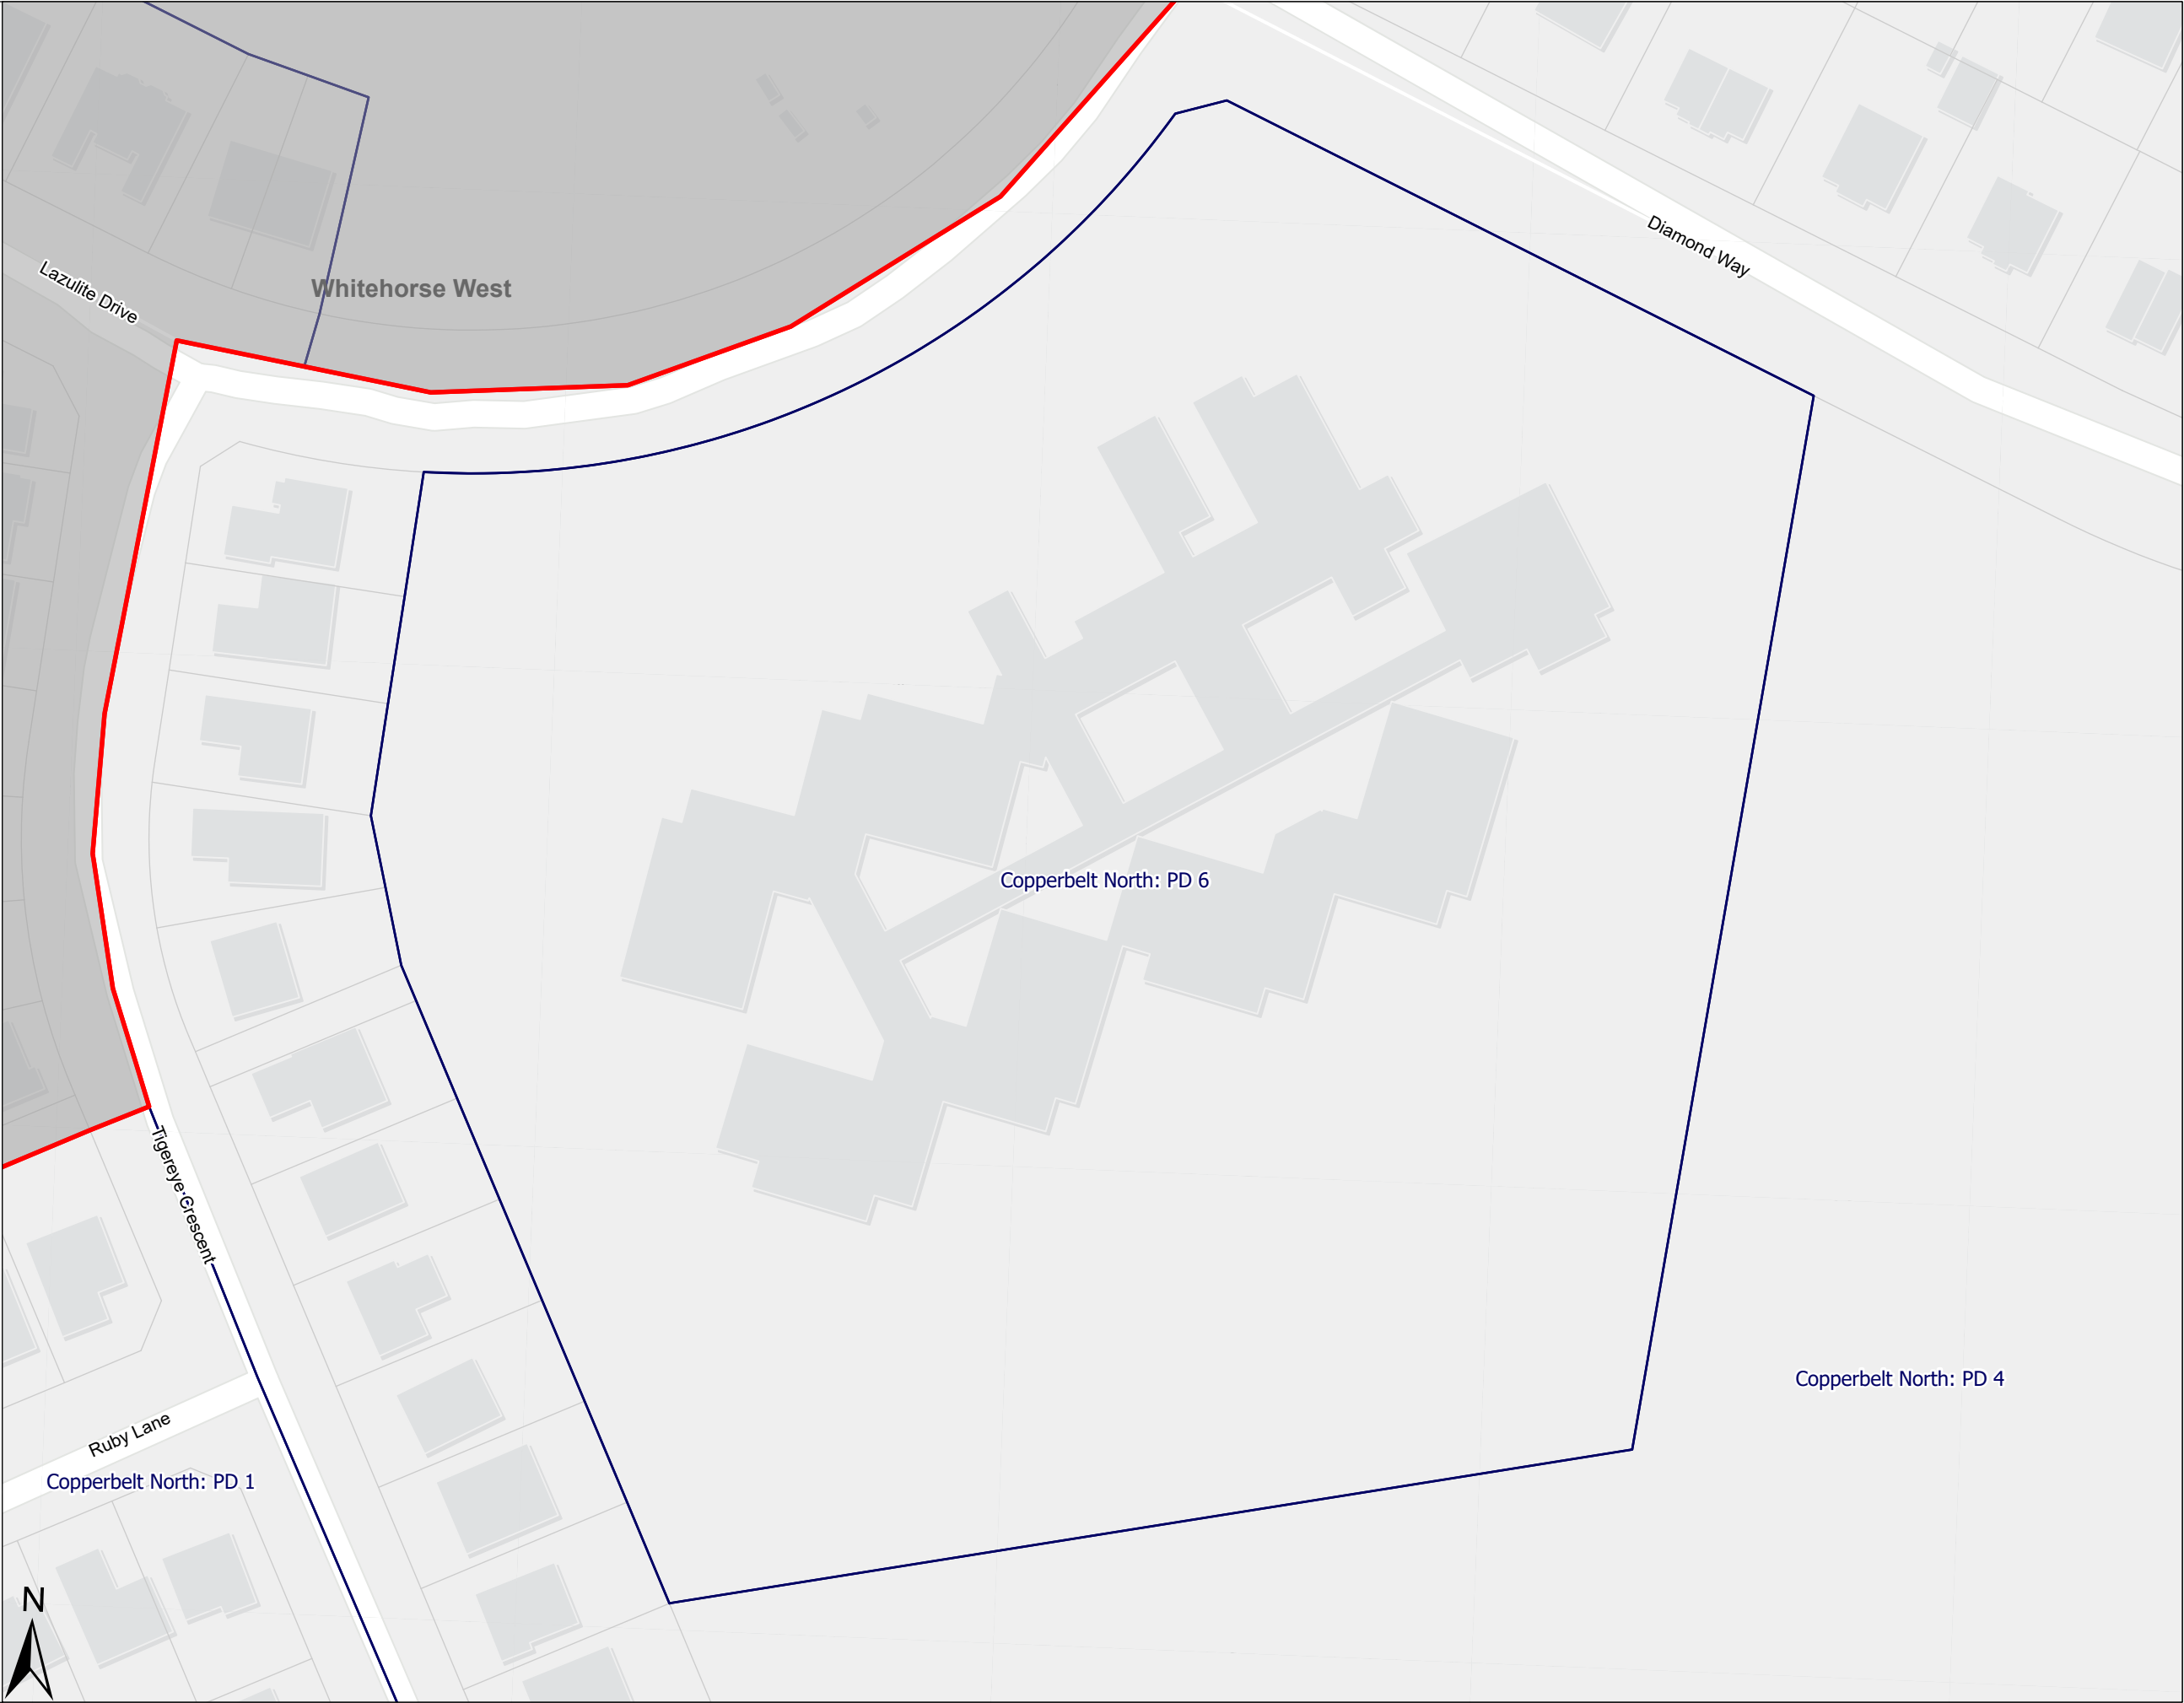 Diamond Way
Lazulite Drive
Whitehorse West
Copperbelt North: PD 6
Tigereye Crescent
Copperbelt North: PD 4
Ruby Lane
Copperbelt North: PD 1
N